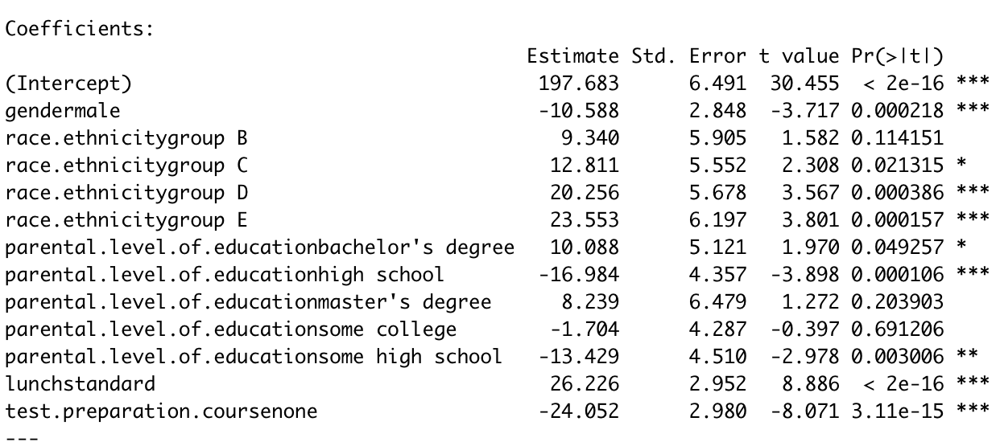 Coefficients:
Estimate Std. Error t value Pr(>|t|)
(Intercept) 197.683 6.491 30.455 < 2e-16 ***
gendermale -10.588 2.848 -3.717 0.000218 ***
race.ethnicitygroup B 9.340 5.905 1.582 0.114151
race.ethnicitygroup C 12.811 5.552 2.308 0.021315 *
race.ethnicitygroup D 20.256 5.678 3.567 0.000386 ***
race.ethnicitygroup E 23.553 6.197 3.801 0.000157 ***
parental.level.of.educationbachelor's degree 10.088 5.121 1.970 0.049257 *
parental.level.of.educationhigh school -16.984 4.357 -3.898 0.000106 ***
parental.level.of.educationmaster's degree 8.239 6.479 1.272 0.203903
parental.level.of.educationsome college -1.704 4.287 -0.397 0.691206
parental.level.of.educationsome high school -13.429 4.510 -2.978 0.003006 **
lunchstandard 26.226 2.952 8.886 < 2e-16 ***
test.preparation.coursenone -24.052 2.980 -8.071 3.11e-15 ***
---